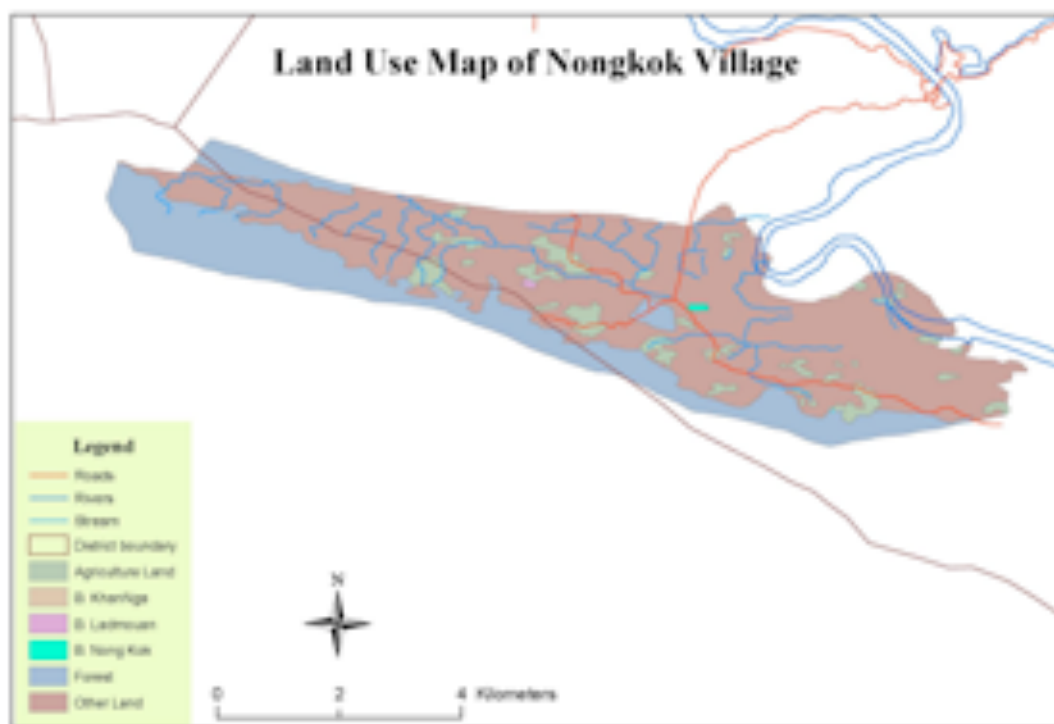 Land Use Map of Nongkok Village
Legend
Roads
Rivers
Stream
District boundary
Agriculture Land
B. Ladmouan
B. Nong Kok
Forest
Other Land
N
0 2 4 Kilometers